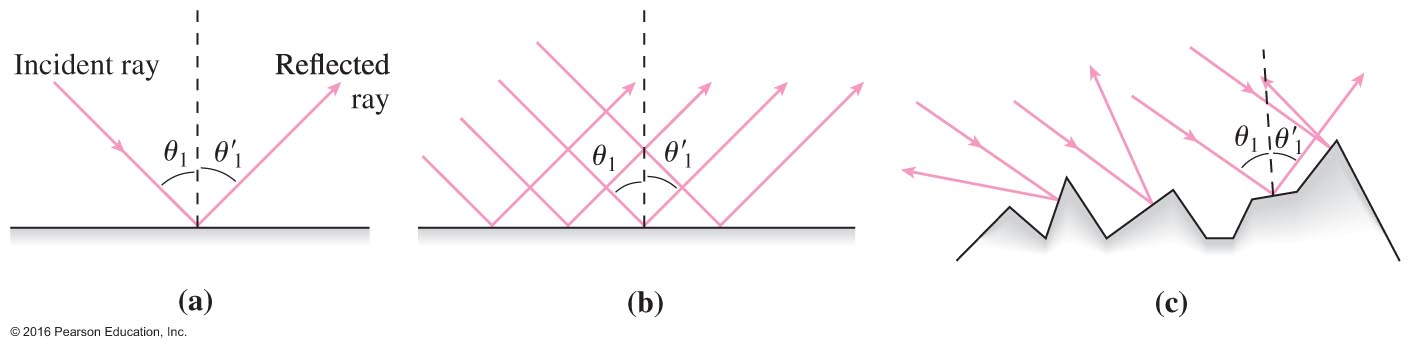 Incident ray
Reflected
ray
θ₁ θ′₁
θ₁ θ′₁
θ₁ θ′₁
(a)
(b)
(c)
© 2016 Pearson Education, Inc.